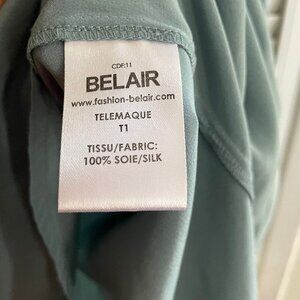 CDF:11
BELAIR
www.fashion-belair.com
TELEMAQUE
T1
TISSU/FABRIC:
100% SOIE/SILK